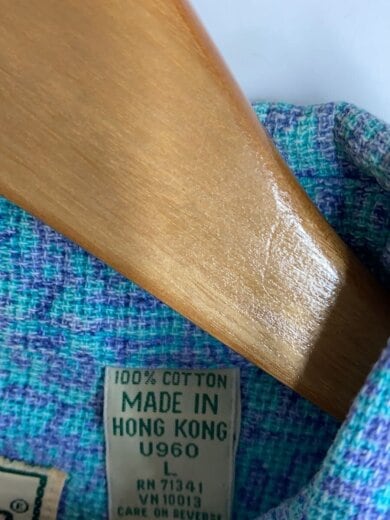 100% COTTON
MADE IN
HONG KONG
U960
L
RN 71341
VN 10013
CARE ON REVERSE
®